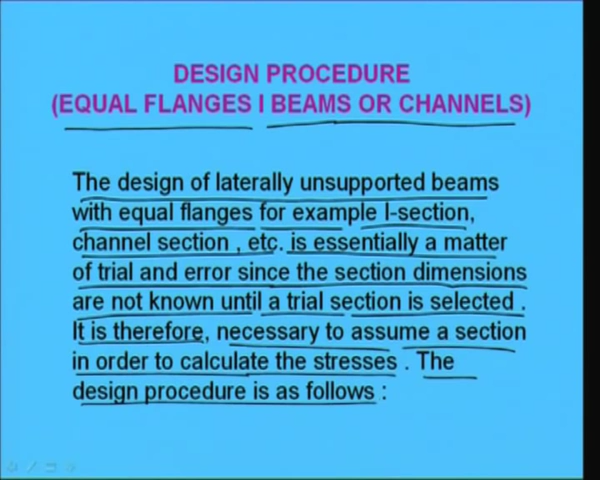 DESIGN PROCEDURE
(EQUAL FLANGES I BEAMS OR CHANNELS)
The design of laterally unsupported beams
with equal flanges for example I-section,
channel section , etc. is essentially a matter
of trial and error since the section dimensions
are not known until a trial section is selected .
It is therefore, necessary to assume a section
in order to calculate the stresses . The
design procedure is as follows :